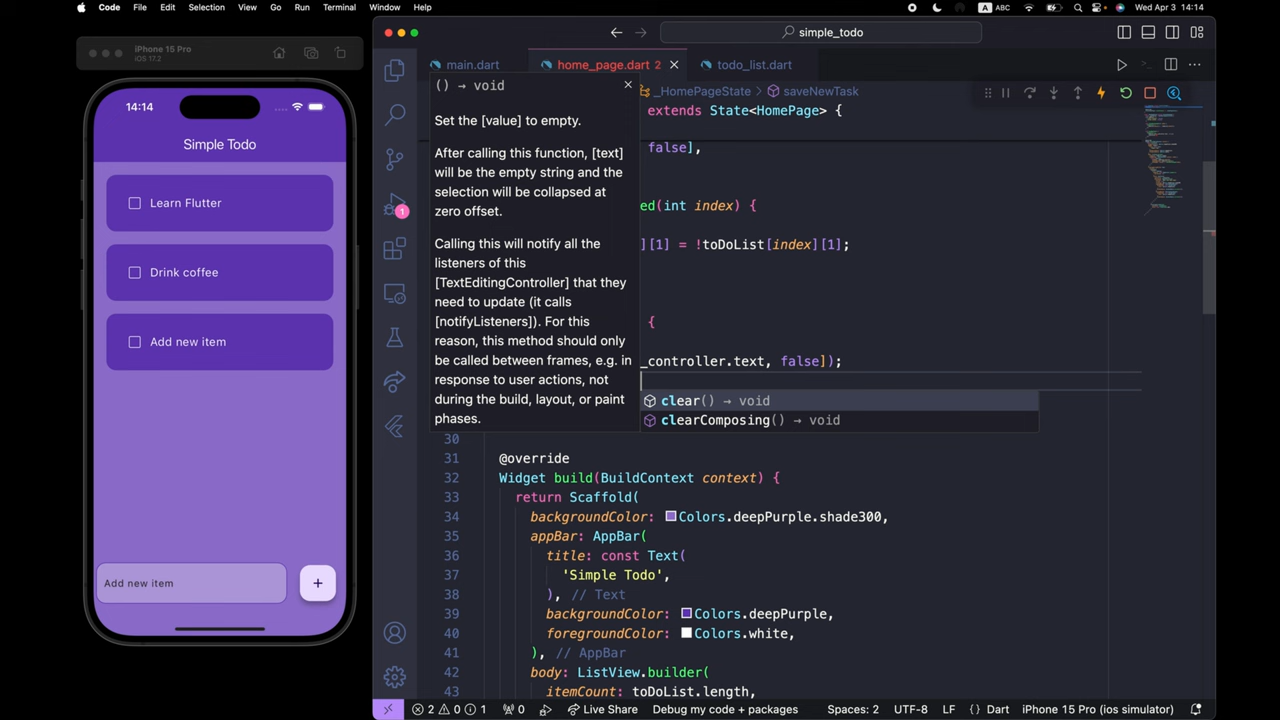 Code File Edit Selection View Go Run Terminal Window Help A ABC Wed Apr 3 14:14
iPhone 15 Pro
iOS 17.2
14:14
Simple Todo
Learn Flutter
Drink coffee
Add new item
Add new item
+
simple_todo
main.dart home_page.dart 2 todo_list.dart
_HomePageState > saveNewTask
() → void
Set the [value] to empty.
After calling this function, [text]
will be the empty string and the
selection will be collapsed at
zero offset.
Calling this will notify all the
listeners of this
[TextEditingController] that they
need to update (it calls
[notifyListeners]). For this
reason, this method should only
be called between frames, e.g. in
response to user actions, not
during the build, layout, or paint
phases.
extends State<HomePage> {
false],
ed(int index) {
][1] = !toDoList[index][1];
{
_controller.text, false]);
clear() → void
clearComposing() → void
30
31 @override
32 Widget build(BuildContext context) {
33 return Scaffold(
34 backgroundColor: Colors.deepPurple.shade300,
35 appBar: AppBar(
36 title: const Text(
37 'Simple Todo',
38 ), // Text
39 backgroundColor: Colors.deepPurple,
40 foregroundColor: Colors.white,
41 ), // AppBar
42 body: ListView.builder(
43 itemCount: toDoList.length,
1
2 0 1 0 Live Share Debug my code + packages Spaces: 2 UTF-8 LF {} Dart iPhone 15 Pro (ios simulator)